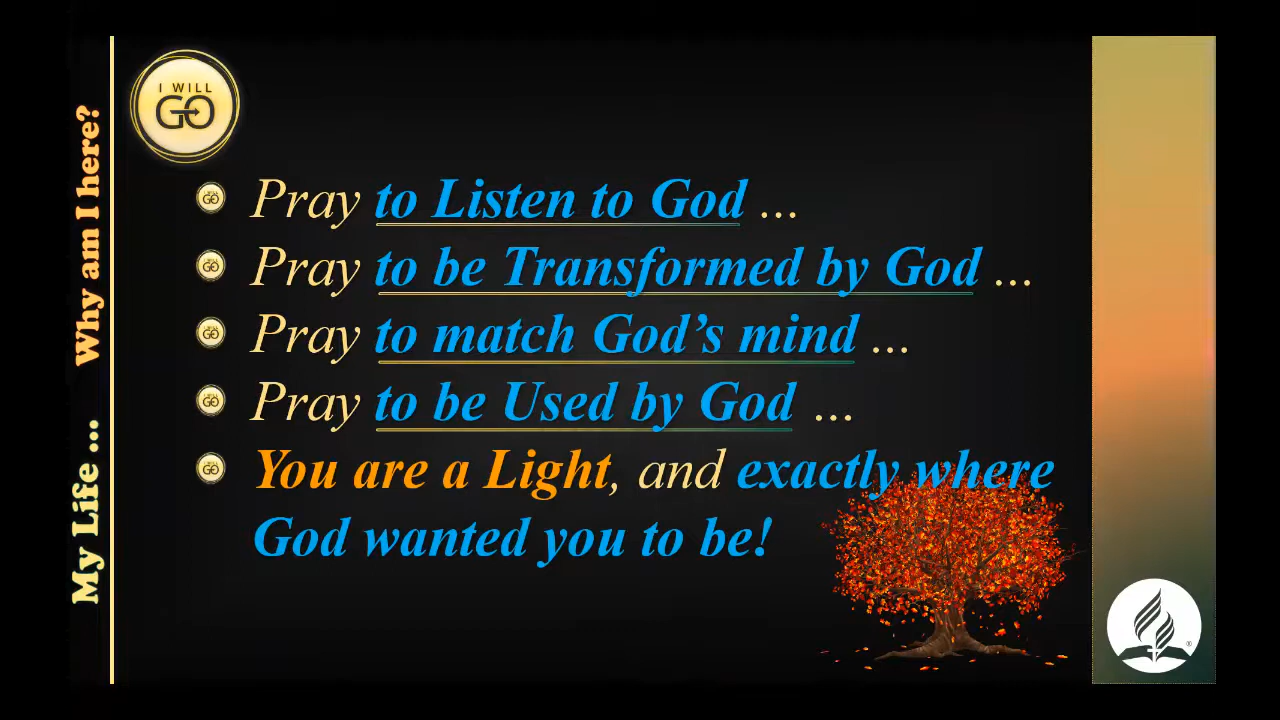 My Life ... Why am I here?
I WILL
GO
Pray to Listen to God ...
Pray to be Transformed by God ...
Pray to match God’s mind ...
Pray to be Used by God ...
You are a Light, and exactly where
God wanted you to be!
®